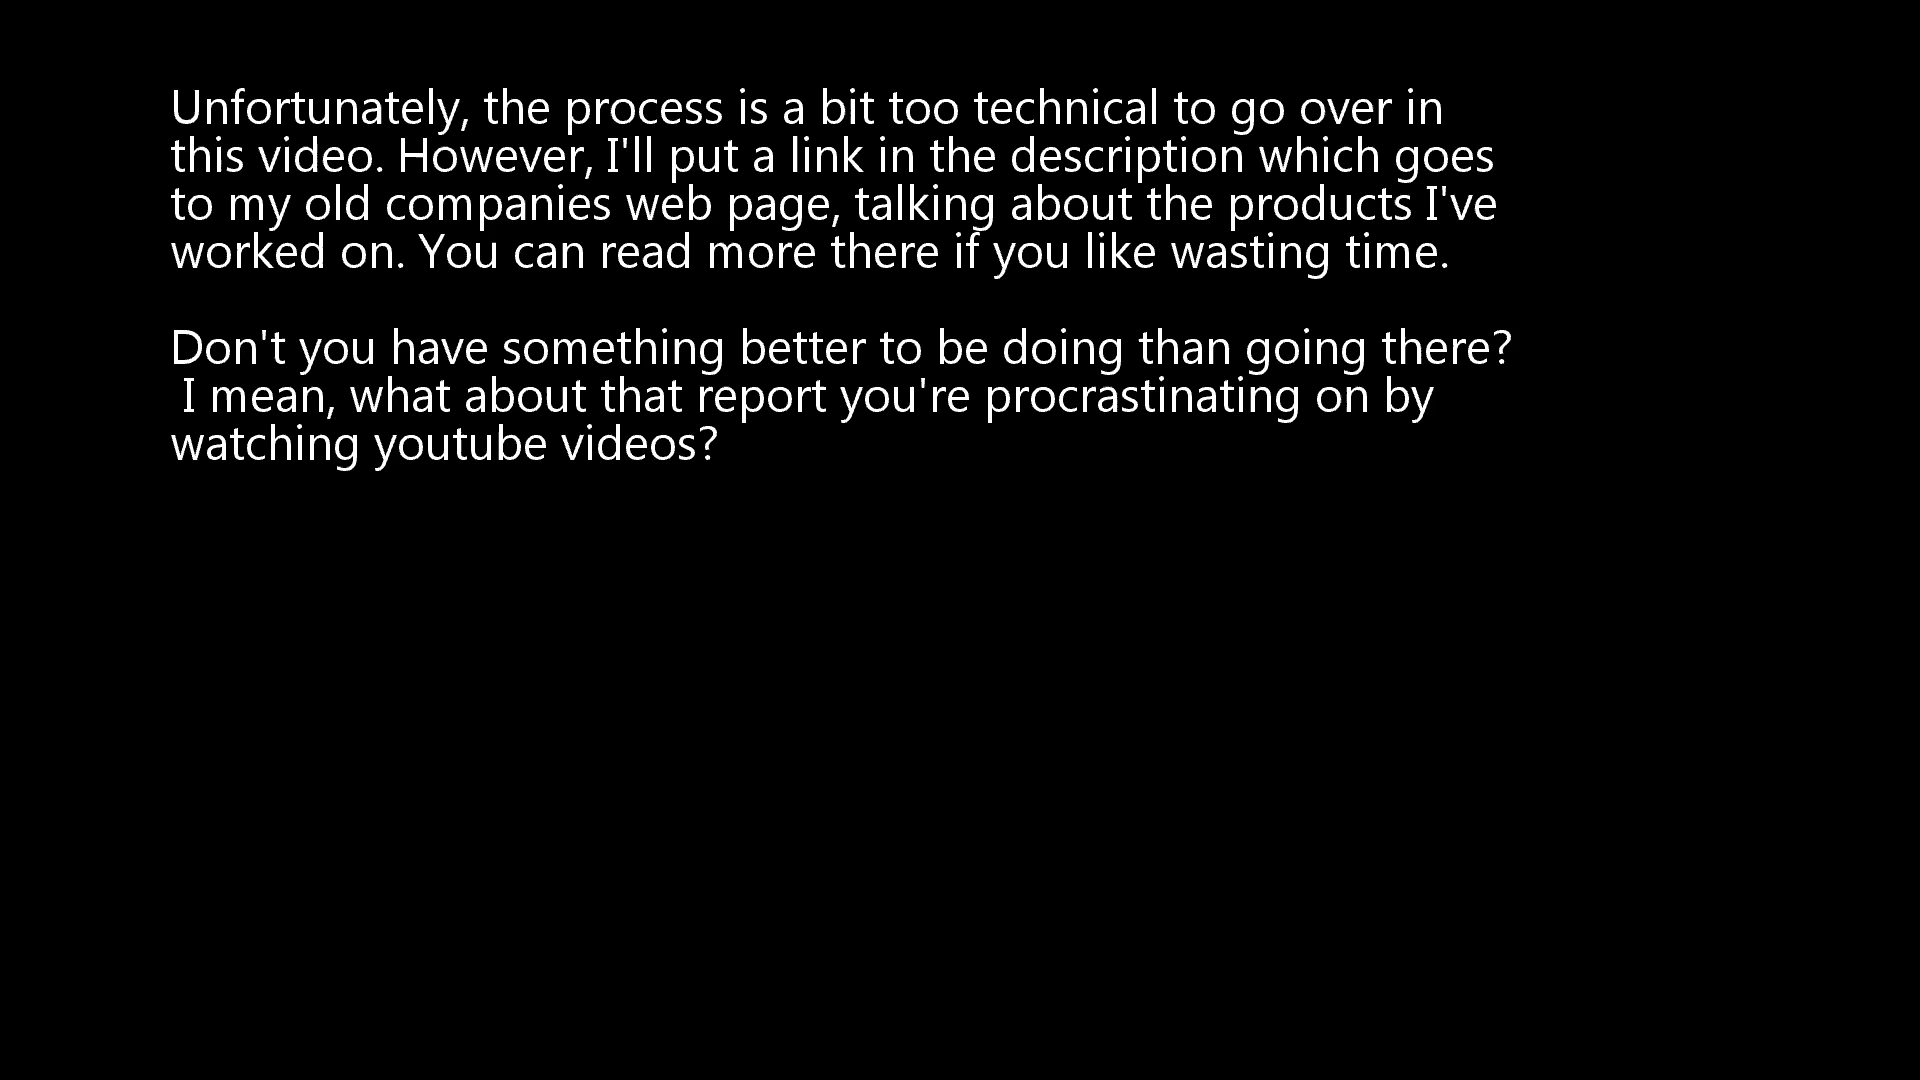 Unfortunately, the process is a bit too technical to go over in
this video. However, I'll put a link in the description which goes
to my old companies web page, talking about the products I've
worked on. You can read more there if you like wasting time.

Don't you have something better to be doing than going there?
I mean, what about that report you're procrastinating on by
watching youtube videos?